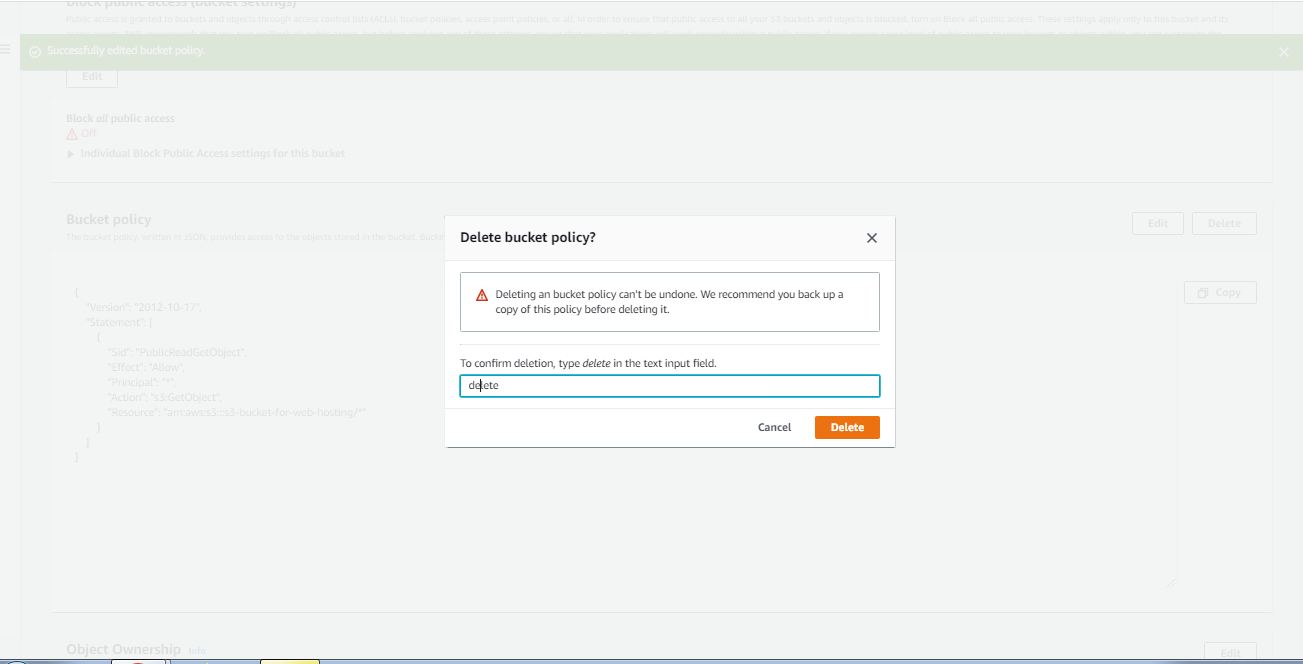 Block public access (bucket settings)
Public access is granted to buckets and objects through access control lists (ACLs), bucket policies, access point policies, or all. In order to ensure that public access to all your S3 buckets and objects is blocked, turn on Block all public access. These settings apply only to this bucket and its
Successfully edited bucket policy.
Edit
Block all public access
Off
Individual Block Public Access settings for this bucket
Bucket policy
Edit
Delete
The bucket policy, written in JSON, provides access to the objects stored in the bucket. Bucke
Copy
{
"Version": "2012-10-17",
"Statement": [
{
"Sid": "PublicReadGetObject",
"Effect": "Allow",
"Principal": "*",
"Action": "s3:GetObject",
"Resource": "arn:aws:s3:::s3-bucket-for-web-hosting/*"
}
]
}
Delete bucket policy?
Deleting an bucket policy can't be undone. We recommend you back up a
copy of this policy before deleting it.
To confirm deletion, type delete in the text input field.
delete
Cancel
Delete
Object Ownership Info
Edit